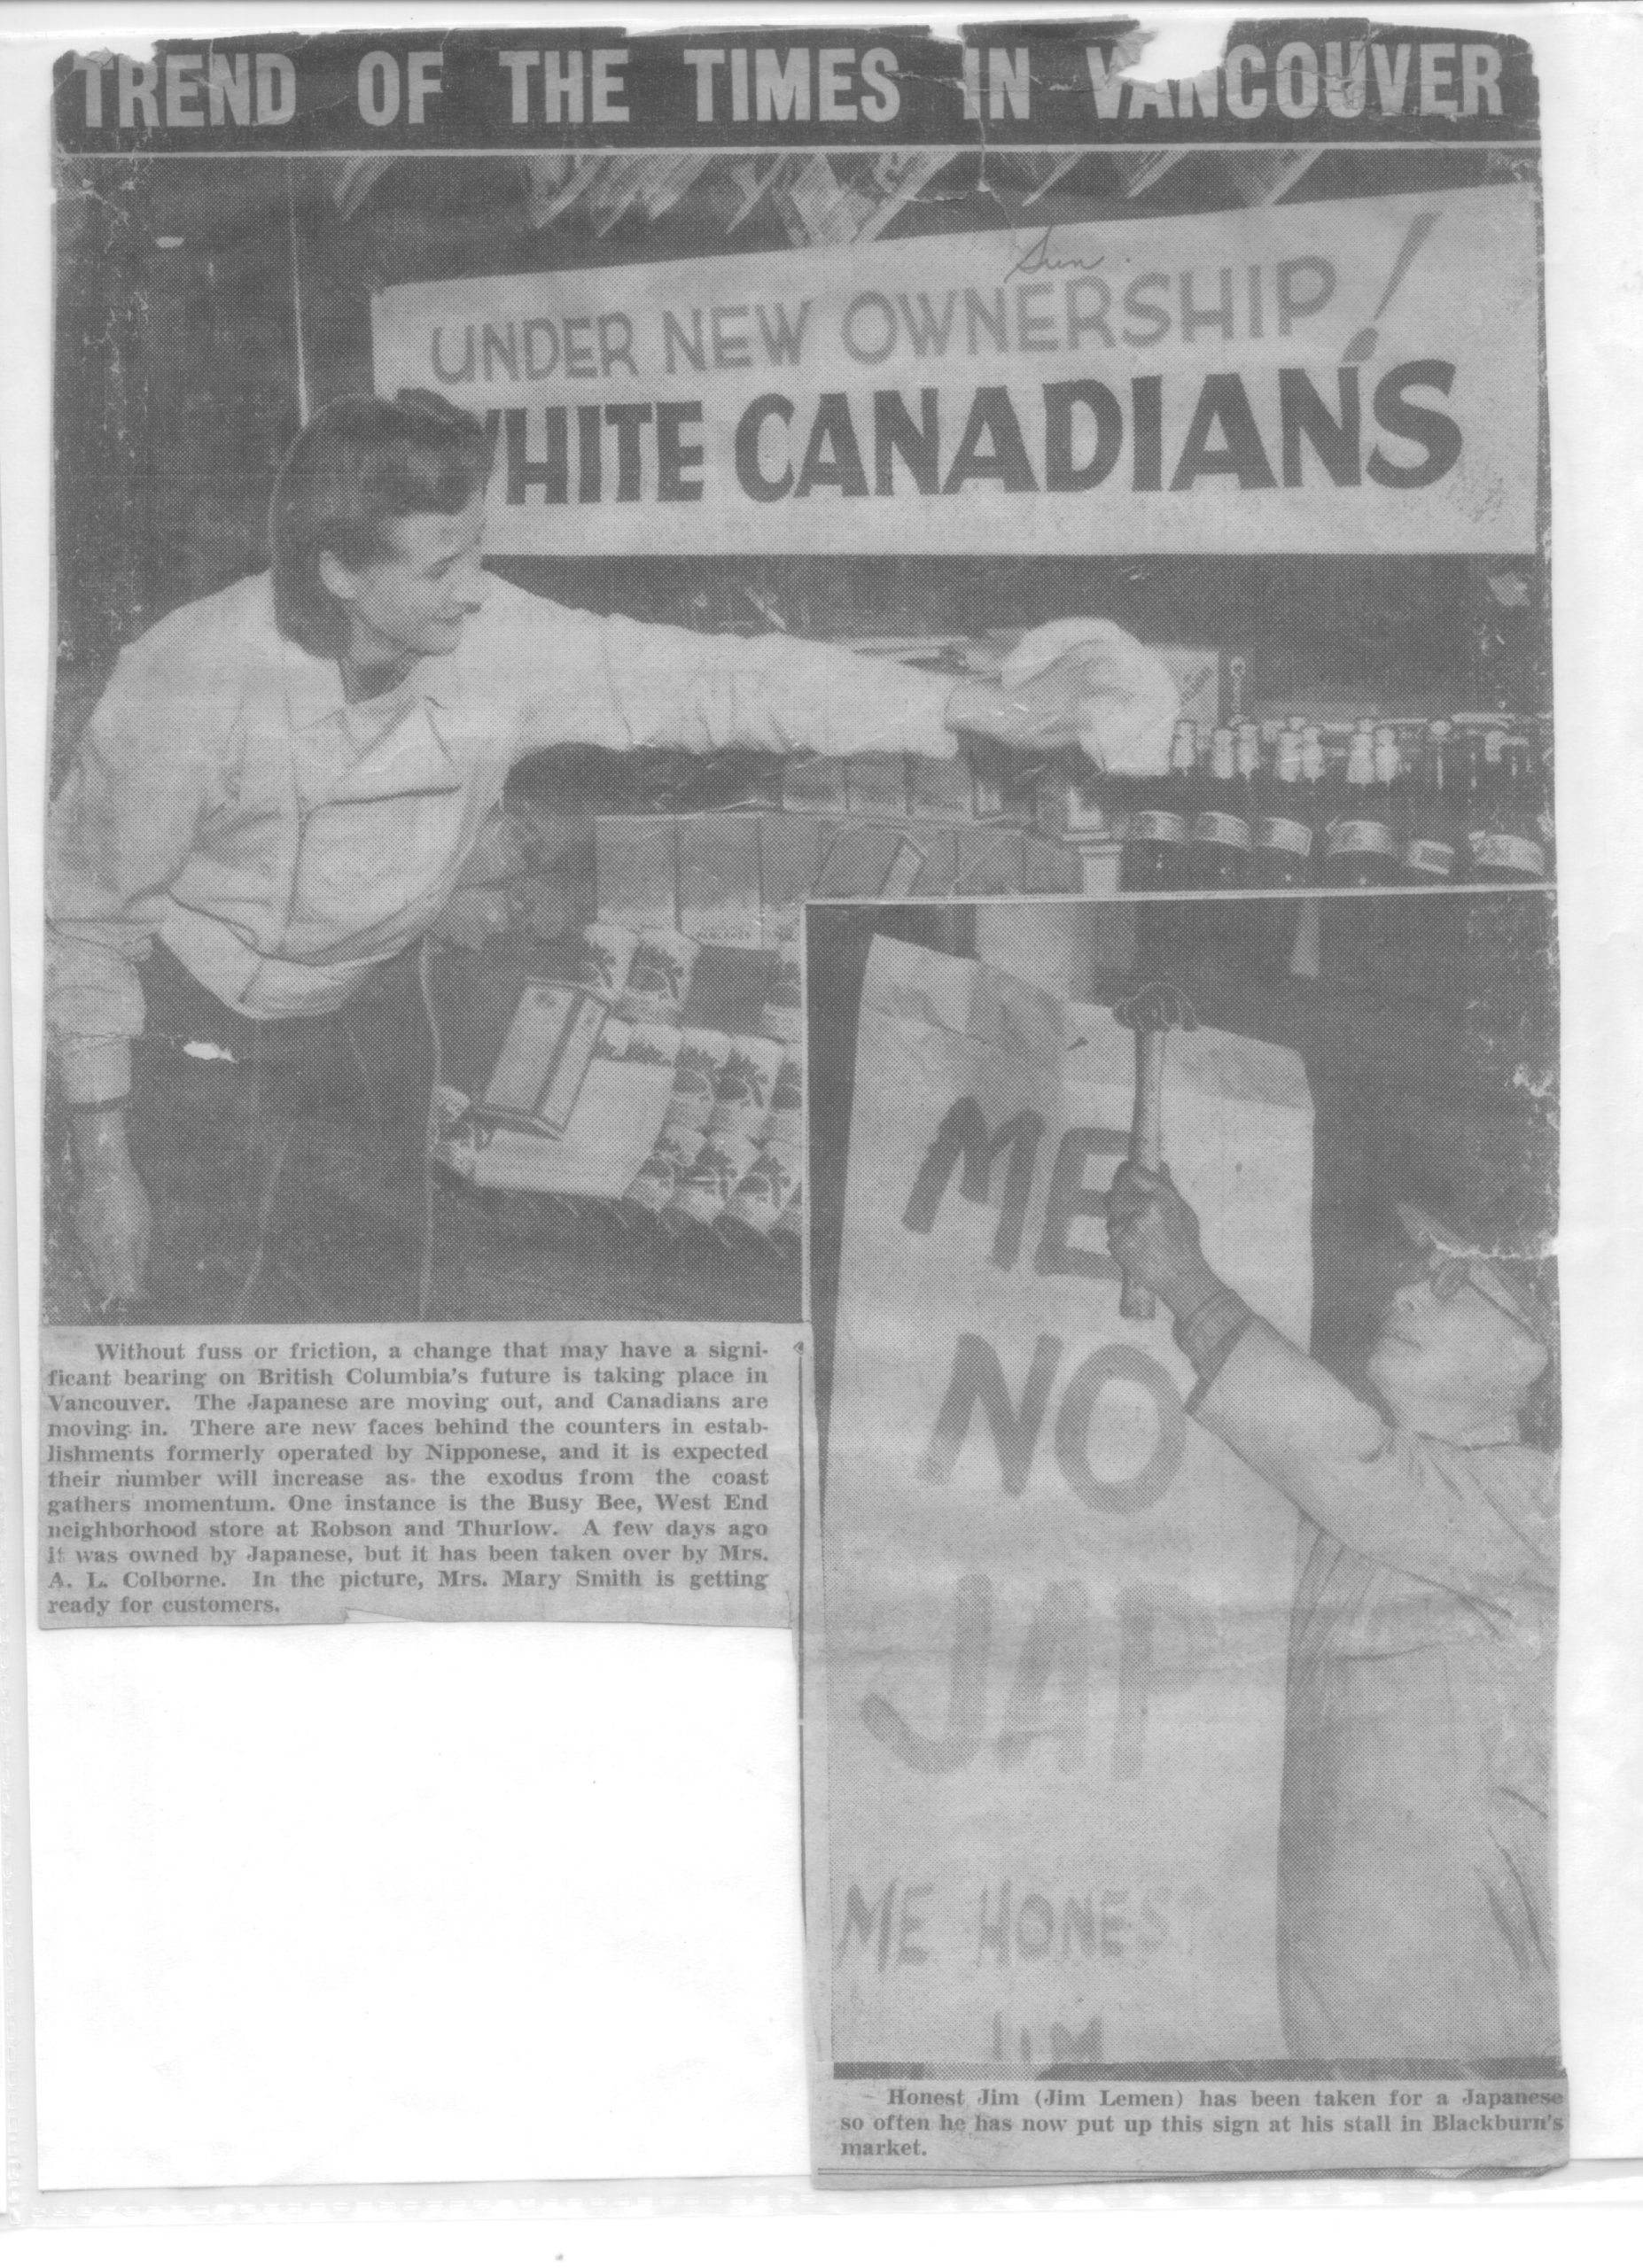 TREND OF THE TIMES IN VANCOUVER
Sun.
UNDER NEW OWNERSHIP!
HITE CANADIANS
ME
NO
JAP
ME HONEST
JIM
Without fuss or friction, a change that may have a signi-
ficant bearing on British Columbia's future is taking place in
Vancouver. The Japanese are moving out, and Canadians are
moving in. There are new faces behind the counters in estab-
lishments formerly operated by Nipponese, and it is expected
their number will increase as the exodus from the coast
gathers momentum. One instance is the Busy Bee, West End
neighborhood store at Robson and Thurlow. A few days ago
it was owned by Japanese, but it has been taken over by Mrs.
A. L. Colborne. In the picture, Mrs. Mary Smith is getting
ready for customers.
Honest Jim (Jim Lemen) has been taken for a Japanese
so often he has now put up this sign at his stall in Blackburn's
market.